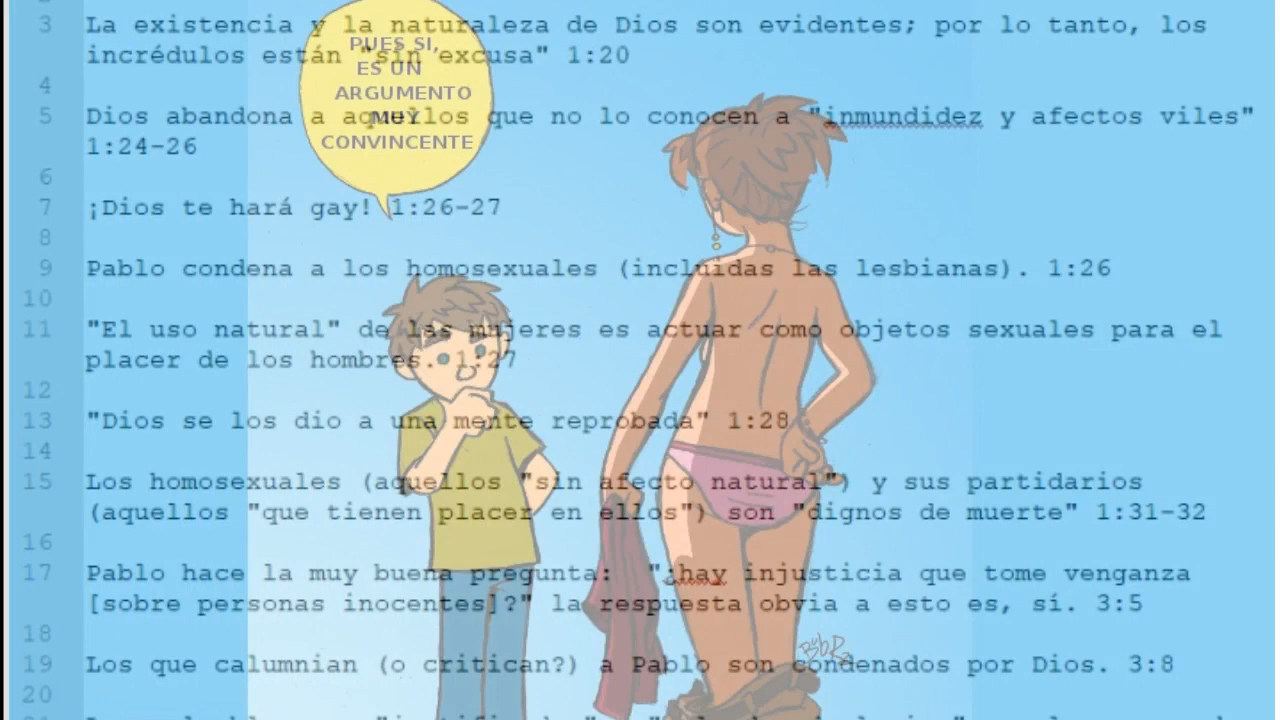 3 La existencia y la naturaleza de Dios son evidentes; por lo tanto, los
incrédulos están "sin excusa" 1:20
4
5 Dios abandona a aquellos que no lo conocen a "inmundidez y afectos viles"
1:24-26
6
7 ¡Dios te hará gay! 1:26-27
8
9 Pablo condena a los homosexuales (incluidas las lesbianas). 1:26
10
11 "El uso natural" de las mujeres es actuar como objetos sexuales para el
placer de los hombres. 1:27
12
13 "Dios se los dio a una mente reprobada" 1:28
14
15 Los homosexuales (aquellos "sin afecto natural") y sus partidarios
(aquellos "que tienen placer en ellos") son "dignos de muerte" 1:31-32
16
17 Pablo hace la muy buena pregunta: "¿hay injusticia que tome venganza
[sobre personas inocentes]?" la respuesta obvia a esto es, sí. 3:5
18
19 Los que calumnian (o critican?) a Pablo son condenados por Dios. 3:8
20
PUES SI,
ES UN
ARGUMENTO
MUY
CONVINCENTE